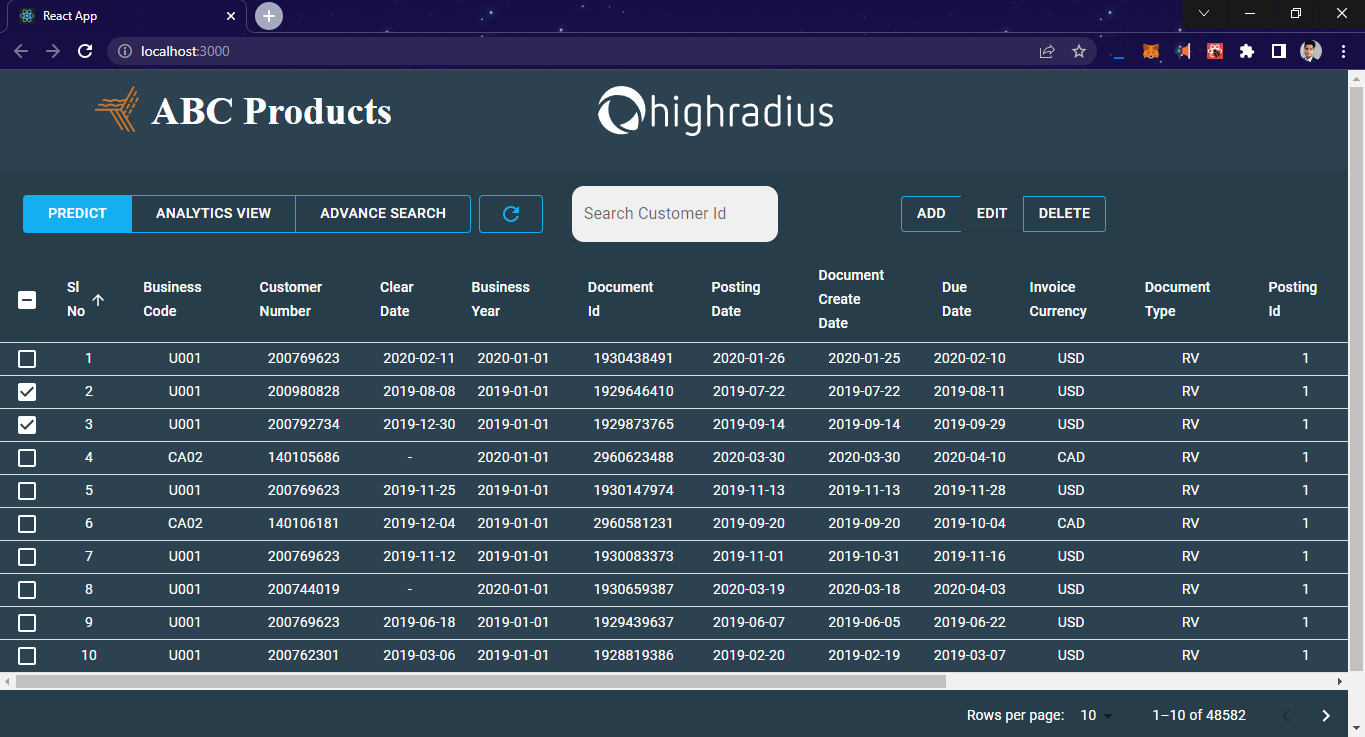 React App
localhost:3000
ABC Products
highradius
PREDICT ANALYTICS VIEW ADVANCE SEARCH Search Customer Id ADD EDIT DELETE
Sl No Business Code Customer Number Clear Date Business Year Document Id Posting Date Document Create Date Due Date Invoice Currency Document Type Posting Id
1 U001 200769623 2020-02-11 2020-01-01 1930438491 2020-01-26 2020-01-25 2020-02-10 USD RV 1
2 U001 200980828 2019-08-08 2019-01-01 1929646410 2019-07-22 2019-07-22 2019-08-11 USD RV 1
3 U001 200792734 2019-12-30 2019-01-01 1929873765 2019-09-14 2019-09-14 2019-09-29 USD RV 1
4 CA02 140105686 - 2020-01-01 2960623488 2020-03-30 2020-03-30 2020-04-10 CAD RV 1
5 U001 200769623 2019-11-25 2019-01-01 1930147974 2019-11-13 2019-11-13 2019-11-28 USD RV 1
6 CA02 140106181 2019-12-04 2019-01-01 2960581231 2019-09-20 2019-09-20 2019-10-04 CAD RV 1
7 U001 200769623 2019-11-12 2019-01-01 1930083373 2019-11-01 2019-10-31 2019-11-16 USD RV 1
8 U001 200744019 - 2020-01-01 1930659387 2020-03-19 2020-03-18 2020-04-03 USD RV 1
9 U001 200769623 2019-06-18 2019-01-01 1929439637 2019-06-07 2019-06-05 2019-06-22 USD RV 1
10 U001 200762301 2019-03-06 2019-01-01 1928819386 2019-02-20 2019-02-19 2019-03-07 USD RV 1
Rows per page: 10 1–10 of 48582